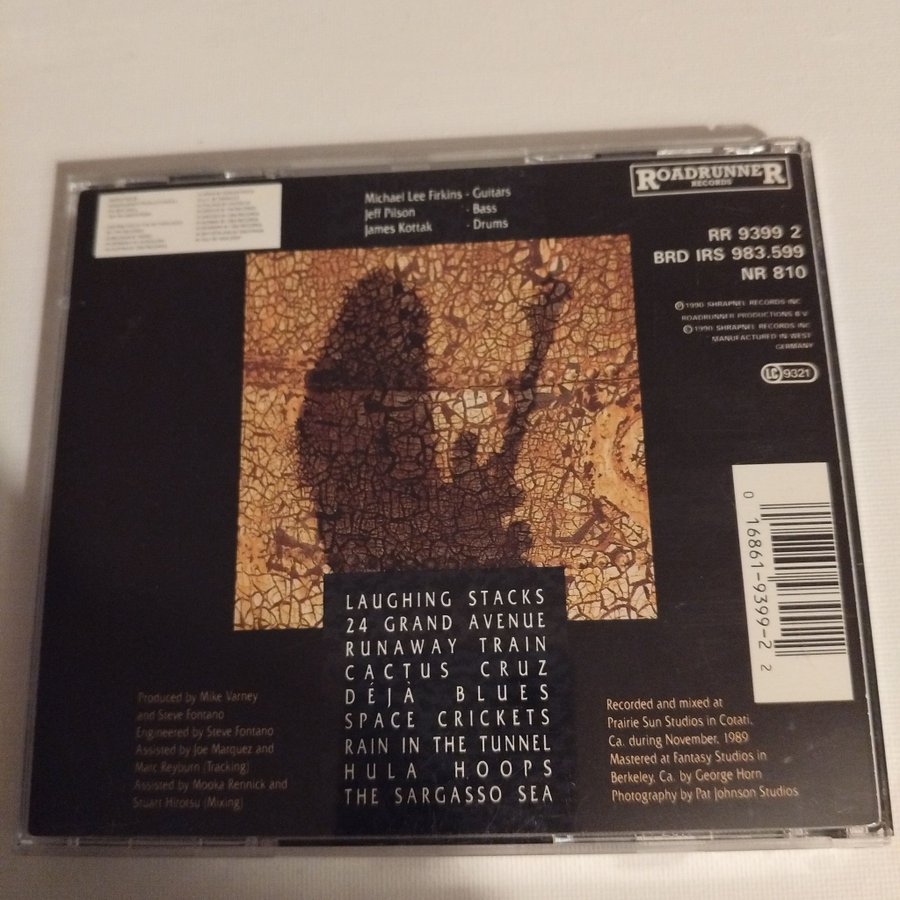 Michael Lee Firkins - Guitars
Jeff Pilson - Bass
James Kottak - Drums
ROADRUNNER
RECORDS
RR 9399 2
BRD IRS 983.599
NR 810
℗ 1990 SHRAPNEL RECORDS INC
ROADRUNNER PRODUCTIONS B.V.
© 1990 SHRAPNEL RECORDS INC
MANUFACTURED IN WEST
GERMANY
LC 9321
0 16861-9399-2 2
LAUGHING STACKS
24 GRAND AVENUE
RUNAWAY TRAIN
CACTUS CRUZ
DÉJÀ BLUES
SPACE CRICKETS
RAIN IN THE TUNNEL
HULA HOOPS
THE SARGASSO SEA
Produced by Mike Varney
and Steve Fontano
Engineered by Steve Fontano
Assisted by Joe Marquez and
Marc Reyburn (Tracking)
Assisted by Mooka Rennick and
Stuart Hirotsu (Mixing)
Recorded and mixed at
Prairie Sun Studios in Cotati,
Ca. during November, 1989
Mastered at Fantasy Studios in
Berkeley, Ca. by George Horn
Photography by Pat Johnson Studios